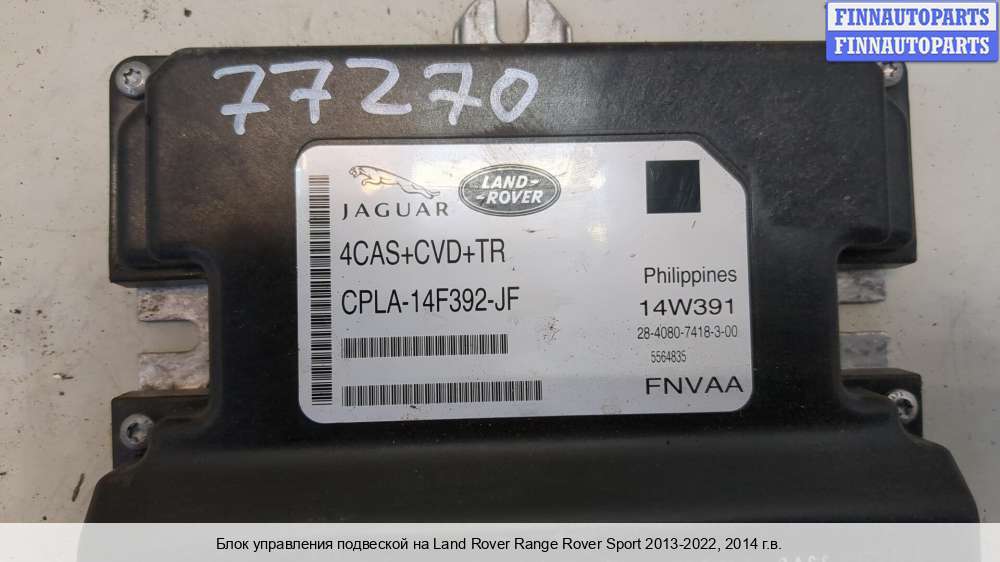 FINNAUTOPARTS
FINNAUTOPARTS
77270
JAGUAR
LAND-
-ROVER
4CAS+CVD+TR
CPLA-14F392-JF
Philippines
14W391
28-4080-7418-3-00
5564835
FNVAA
Блок управления подвеской на Land Rover Range Rover Sport 2013-2022, 2014 г.в.